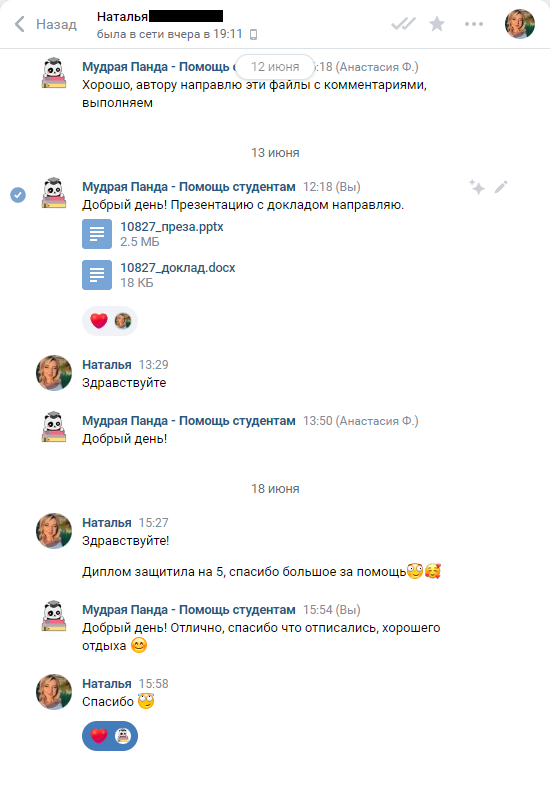 Назад
Наталья
была в сети вчера в 19:11
12 июня
Мудрая Панда - Помощь :18 (Анастасия Ф.)
Хорошо, автору направлю эти файлы с комментариями,
выполняем
13 июня
Мудрая Панда - Помощь студентам 12:18 (Вы)
Добрый день! Презентацию с докладом направляю.
10827_преза.pptx
2.5 МБ
10827_доклад.docx
18 КБ
Наталья 13:29
Здравствуйте
Мудрая Панда - Помощь студентам 13:50 (Анастасия Ф.)
Добрый день!
18 июня
Наталья 15:27
Здравствуйте!
Диплом защитила на 5, спасибо большое за помощь😇🥰
Мудрая Панда - Помощь студентам 15:54 (Вы)
Добрый день! Отлично, спасибо что отписались, хорошего
отдыха 😊
Наталья 15:58
Спасибо 😇